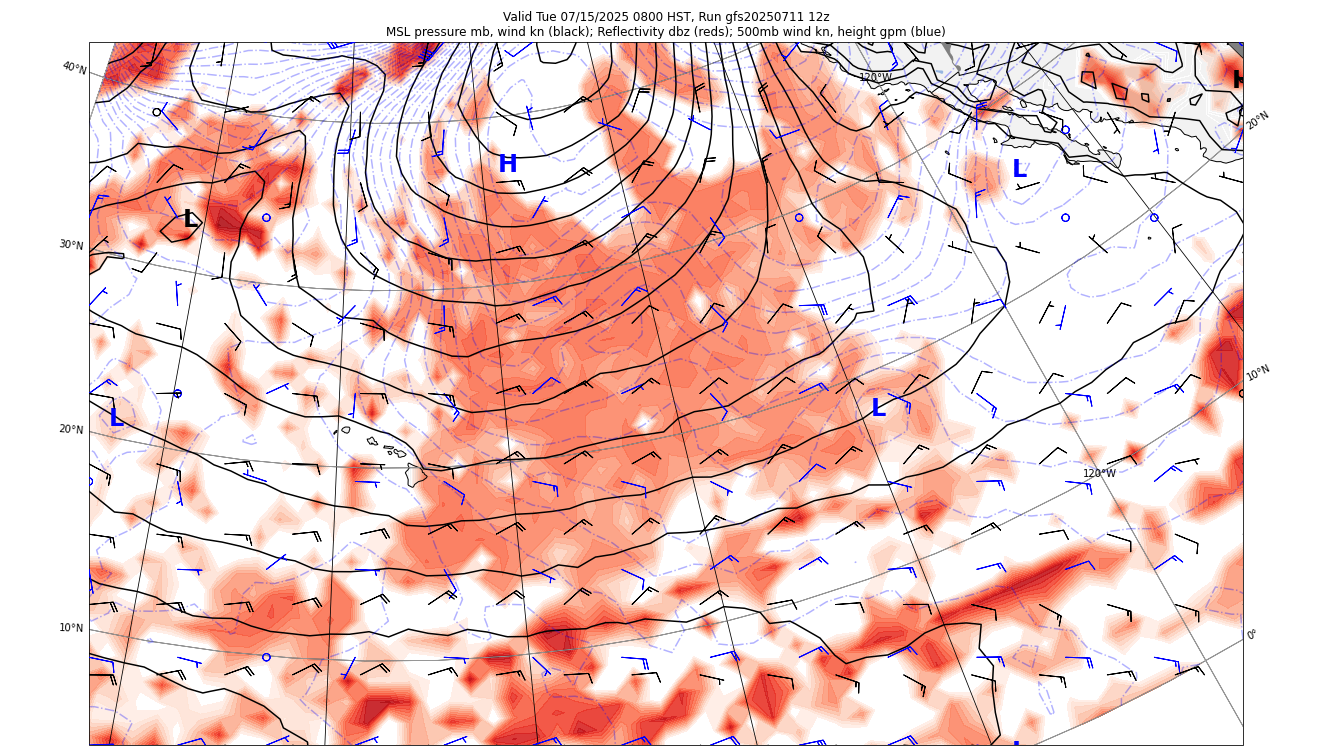 Valid Tue 07/15/2025 0800 HST, Run gfs20250711 12z
MSL pressure mb, wind kn (black); Reflectivity dbz (reds); 500mb wind kn, height gpm (blue)
40°N
120°W
H
20°N
H
L
L
30°N
10°N
L
L
20°N
120°W
10°N
0°
L